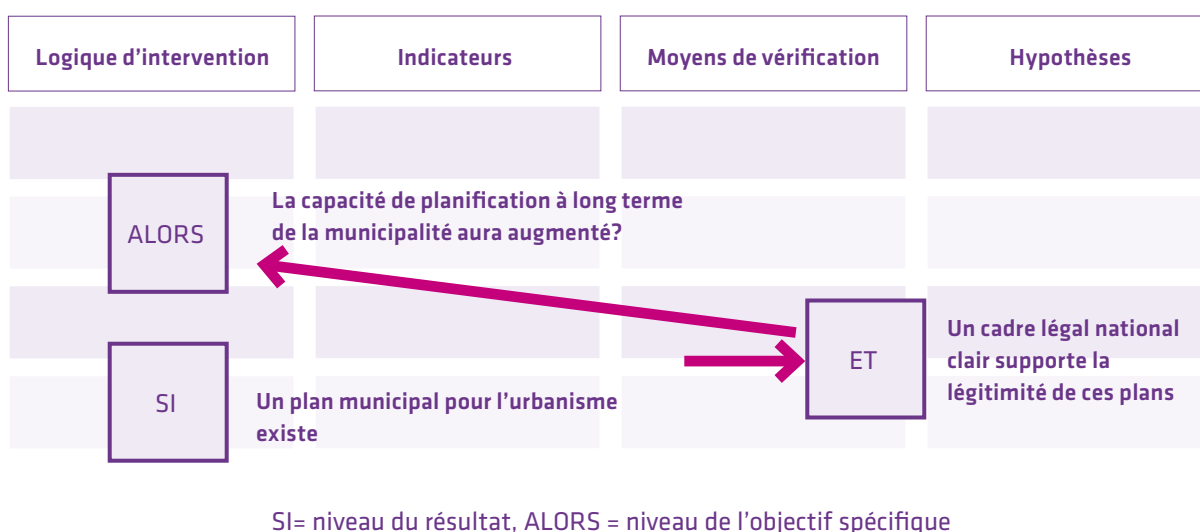 Logique d'intervention
Indicateurs
Moyens de vérification
Hypothèses
ALORS
La capacité de planification à long terme
de la municipalité aura augmenté?
SI
Un plan municipal pour l'urbanisme
existe
ET
Un cadre légal national
clair supporte la
légitimité de ces plans
SI= niveau du résultat, ALORS = niveau de l'objectif spécifique